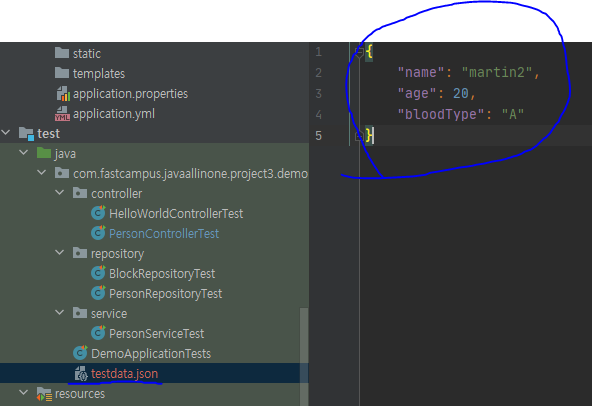 static
templates
application.properties
application.yml
test
java
com.fastcampus.javaallinone.project3.demo
controller
HelloWorldControllerTest
PersonControllerTest
repository
BlockRepositoryTest
PersonRepositoryTest
service
PersonServiceTest
DemoApplicationTests
testdata.json
resources
1 {
2 "name": "martin2",
3 "age": 20,
4 "bloodType": "A"
5 }